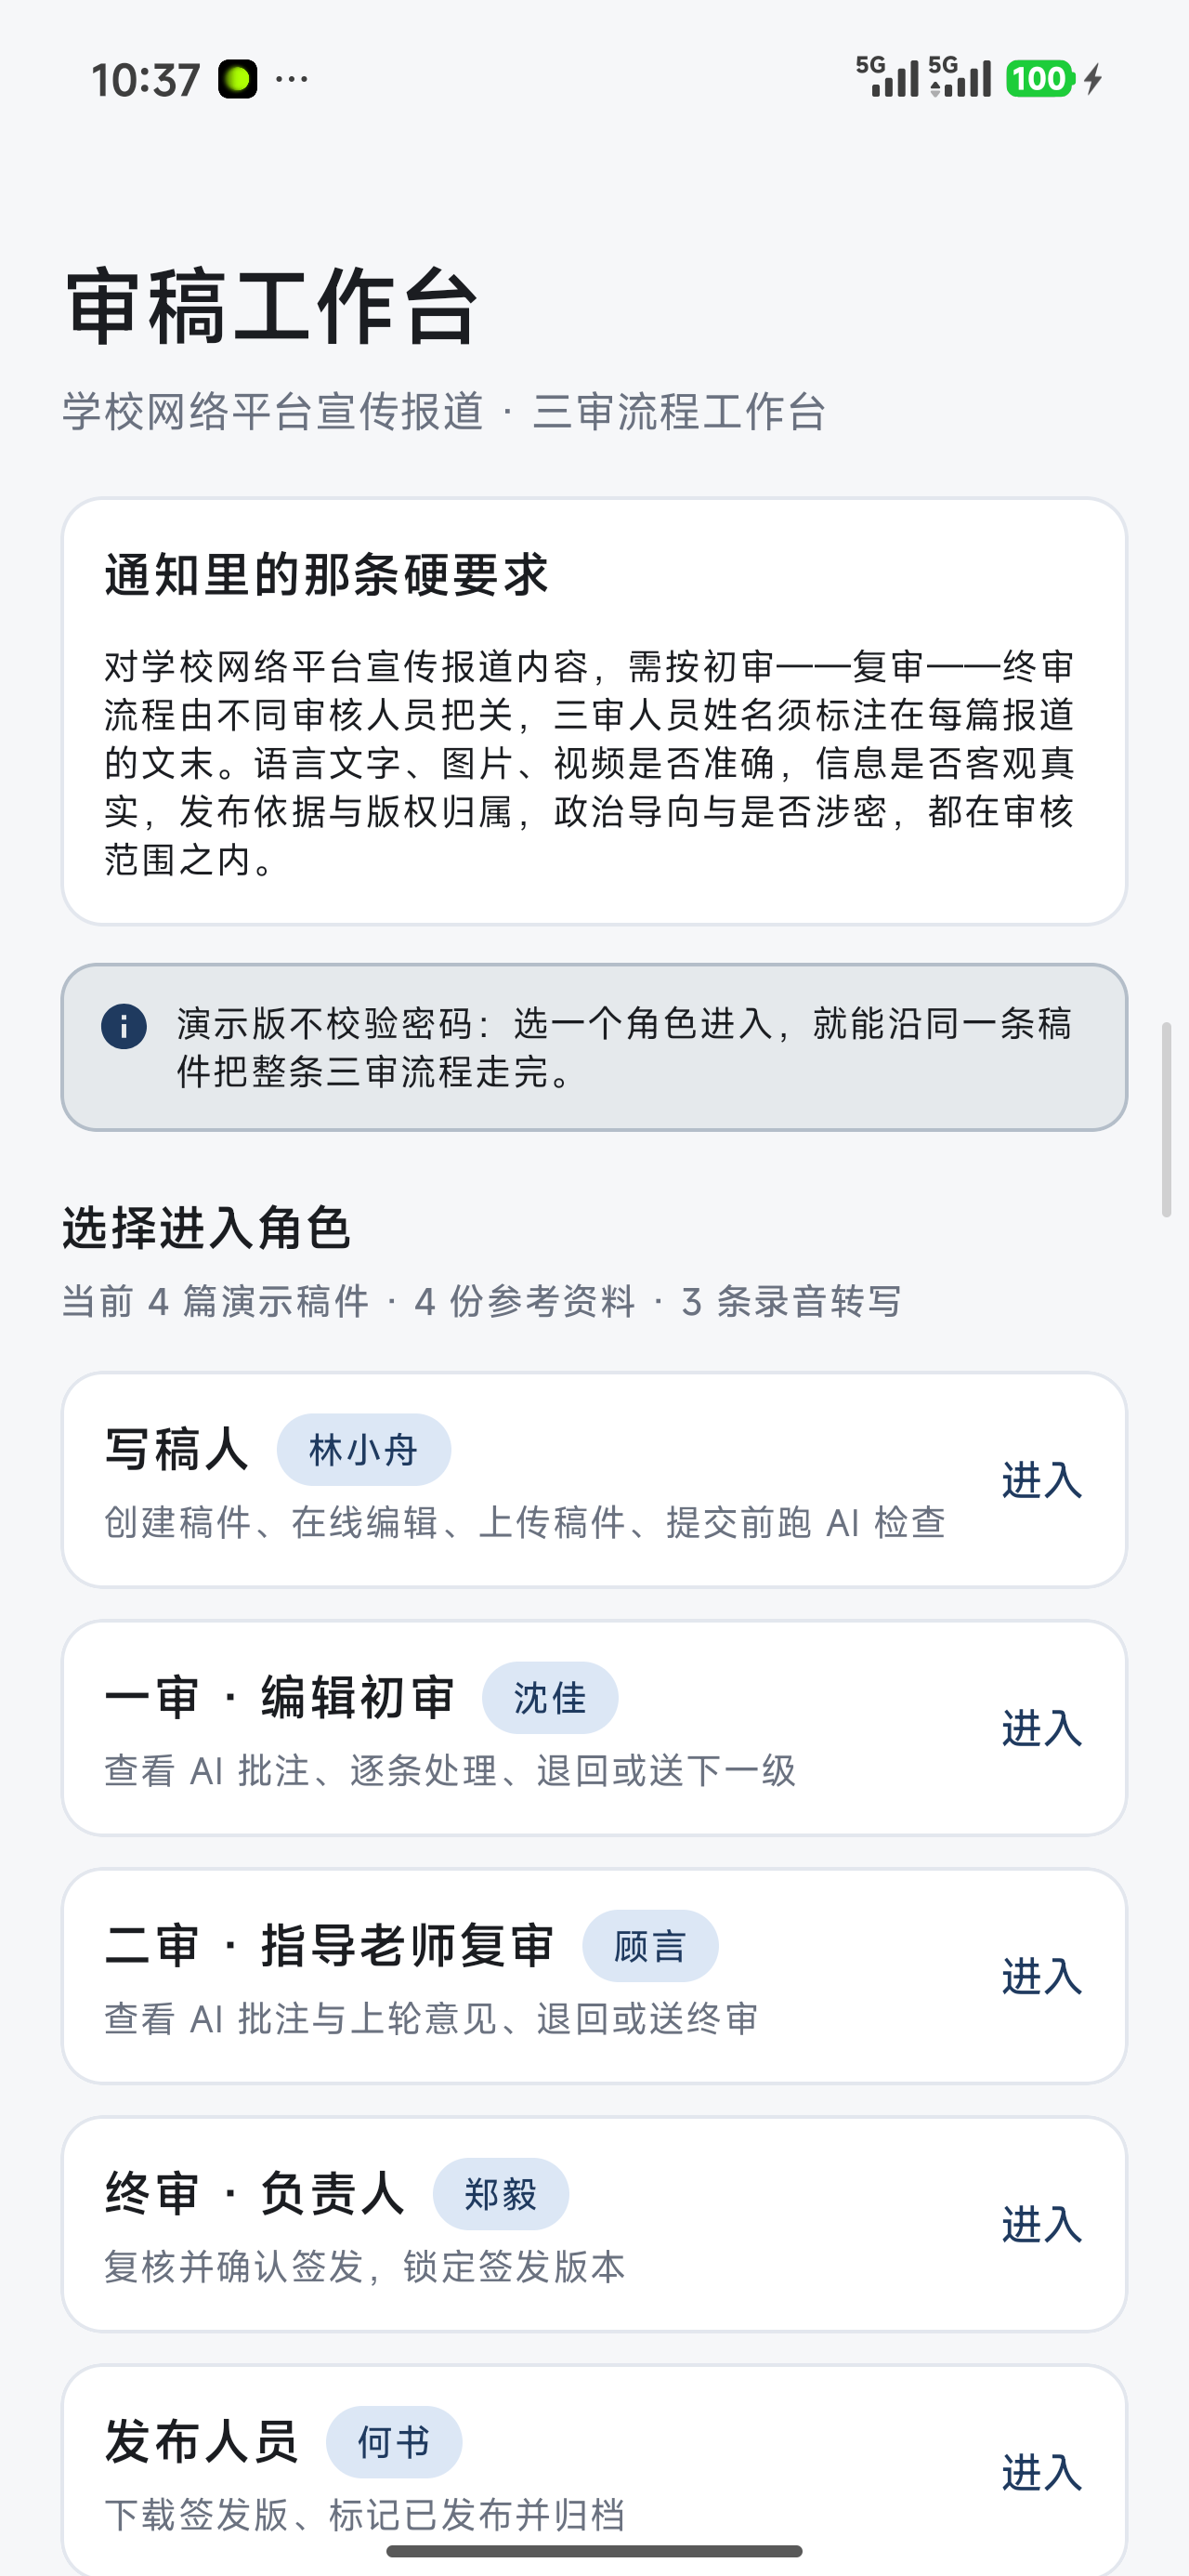 10:37 ···
5G 5G 100
审稿工作台
学校网络平台宣传报道 · 三审流程工作台
通知里的那条硬要求
对学校网络平台宣传报道内容，需按初审——复审——终审
流程由不同审核人员把关，三审人员姓名须标注在每篇报道
的文末。语言文字、图片、视频是否准确，信息是否客观真
实，发布依据与版权归属，政治导向与是否涉密，都在审核
范围之内。
演示版不校验密码：选一个角色进入，就能沿同一条稿
件把整条三审流程走完。
选择进入角色
当前 4 篇演示稿件 · 4 份参考资料 · 3 条录音转写
写稿人 林小舟
创建稿件、在线编辑、上传稿件、提交前跑 AI 检查
进入
一审 · 编辑初审 沈佳
查看 AI 批注、逐条处理、退回或送下一级
进入
二审 · 指导老师复审 顾言
查看 AI 批注与上轮意见、退回或送终审
进入
终审 · 负责人 郑毅
复核并确认签发，锁定签发版本
进入
发布人员 何书
下载签发版、标记已发布并归档
进入